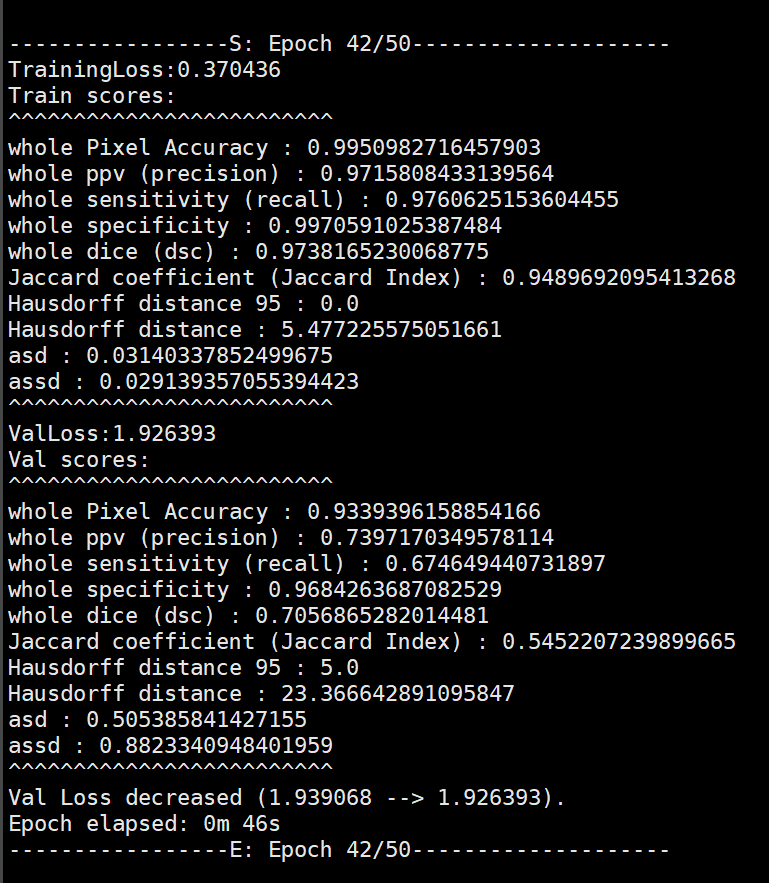 -----------------S: Epoch 42/50--------------------
TrainingLoss:0.370436
Train scores:
^^^^^^^^^^^^^^^^^^^^^^^^^
whole Pixel Accuracy : 0.9950982716457903
whole ppv (precision) : 0.9715808433139564
whole sensitivity (recall) : 0.9760625153604455
whole specificity : 0.9970591025387484
whole dice (dsc) : 0.9738165230068775
Jaccard coefficient (Jaccard Index) : 0.9489692095413268
Hausdorff distance 95 : 0.0
Hausdorff distance : 5.477225575051661
asd : 0.03140337852499675
assd : 0.029139357055394423
^^^^^^^^^^^^^^^^^^^^^^^^^
ValLoss:1.926393
Val scores:
^^^^^^^^^^^^^^^^^^^^^^^^^
whole Pixel Accuracy : 0.9339396158854166
whole ppv (precision) : 0.7397170349578114
whole sensitivity (recall) : 0.674649440731897
whole specificity : 0.9684263687082529
whole dice (dsc) : 0.7056865282014481
Jaccard coefficient (Jaccard Index) : 0.5452207239899665
Hausdorff distance 95 : 5.0
Hausdorff distance : 23.366642891095847
asd : 0.505385841427155
assd : 0.8823340948401959
^^^^^^^^^^^^^^^^^^^^^^^^^
Val Loss decreased (1.939068 --> 1.926393).
Epoch elapsed: 0m 46s
-----------------E: Epoch 42/50--------------------